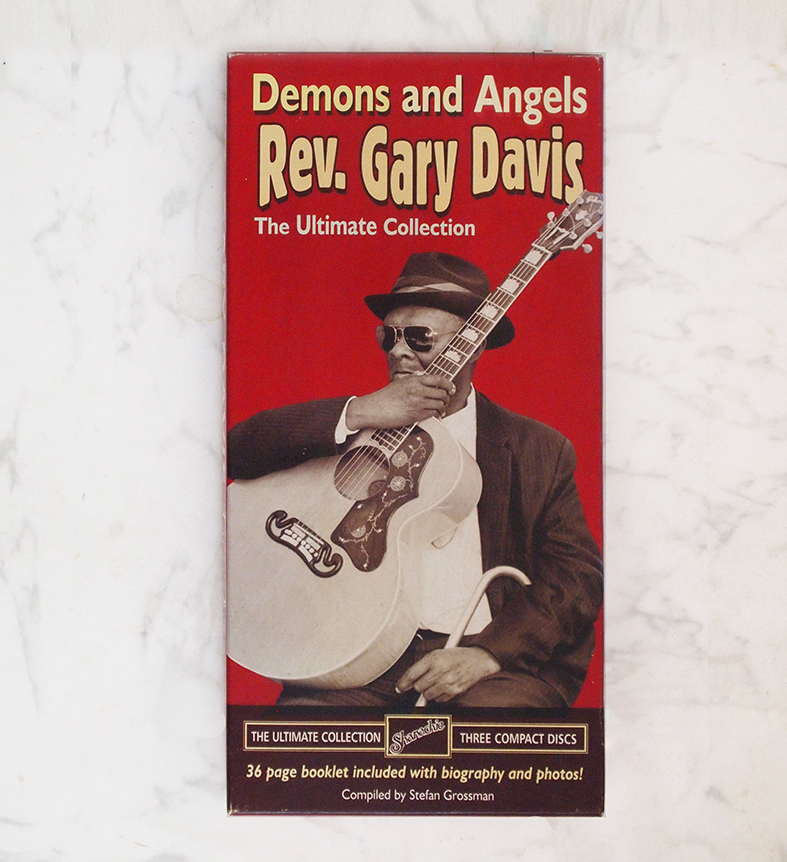 Demons and Angels
Rev. Gary Davis
The Ultimate Collection
THE ULTIMATE COLLECTION Shanachie THREE COMPACT DISCS
36 page booklet included with biography and photos!
Compiled by Stefan Grossman